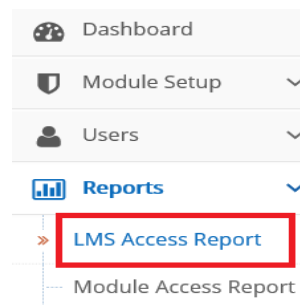 Dashboard
Module Setup
Users
Reports
LMS Access Report
Module Access Report